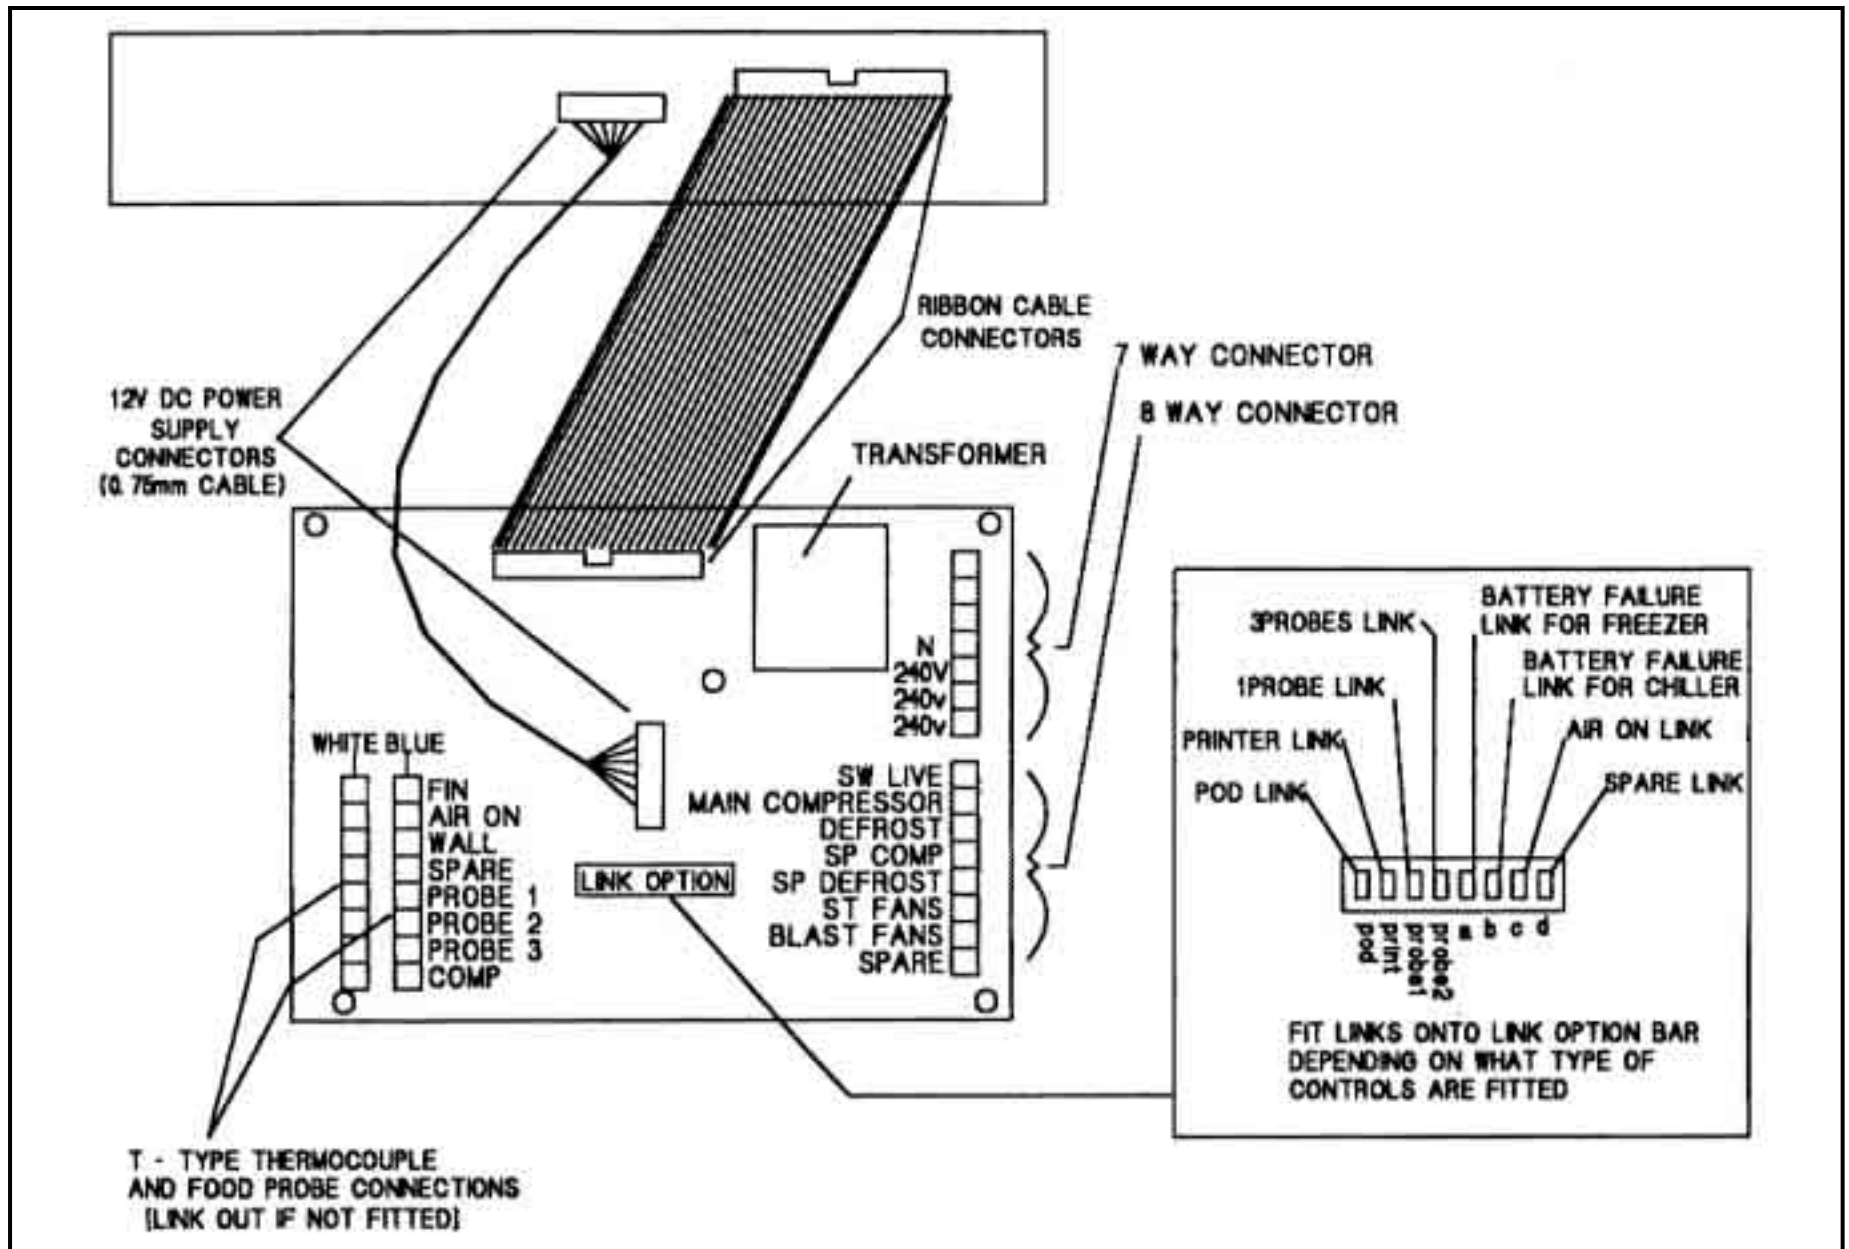 RIBBON CABLE
CONNECTORS
7 WAY CONNECTOR
8 WAY CONNECTOR
12V DC POWER
SUPPLY
CONNECTORS
(0.75mm CABLE)
TRANSFORMER
N
240V
240v
240v
WHITE BLUE
FIN
AIR ON
WALL
SPARE
PROBE 1
PROBE 2
PROBE 3
COMP
LINK OPTION
SW LIVE
MAIN COMPRESSOR
DEFROST
SP COMP
SP DEFROST
ST FANS
BLAST FANS
SPARE
BATTERY FAILURE
LINK FOR FREEZER
3PROBES LINK
BATTERY FAILURE
LINK FOR CHILLER
1PROBE LINK
AIR ON LINK
PRINTER LINK
SPARE LINK
POD LINK
pod
print
probe1
probe2
a b c d
FIT LINKS ONTO LINK OPTION BAR
DEPENDING ON WHAT TYPE OF
CONTROLS ARE FITTED
T - TYPE THERMOCOUPLE
AND FOOD PROBE CONNECTIONS
[LINK OUT IF NOT FITTED]